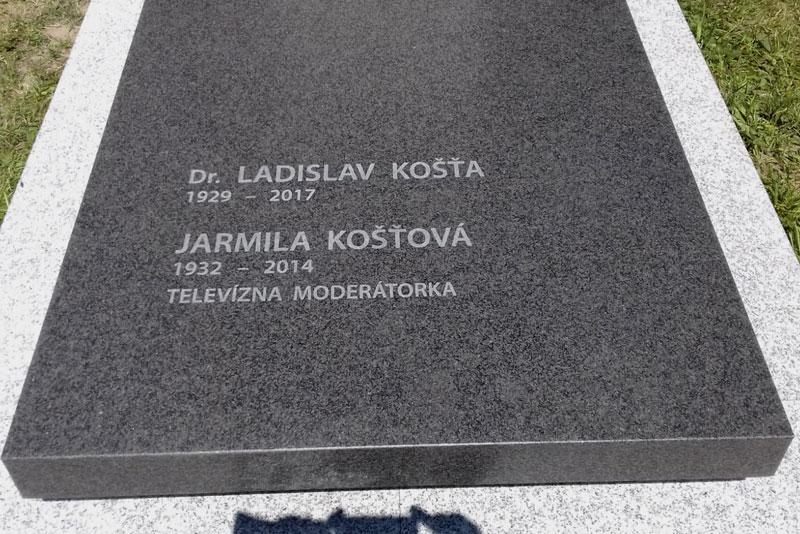 Dr. LADISLAV KOŠŤA
1929 – 2017
JARMILA KOŠŤOVÁ
1932 – 2014
TELEVÍZNA MODERÁTORKA